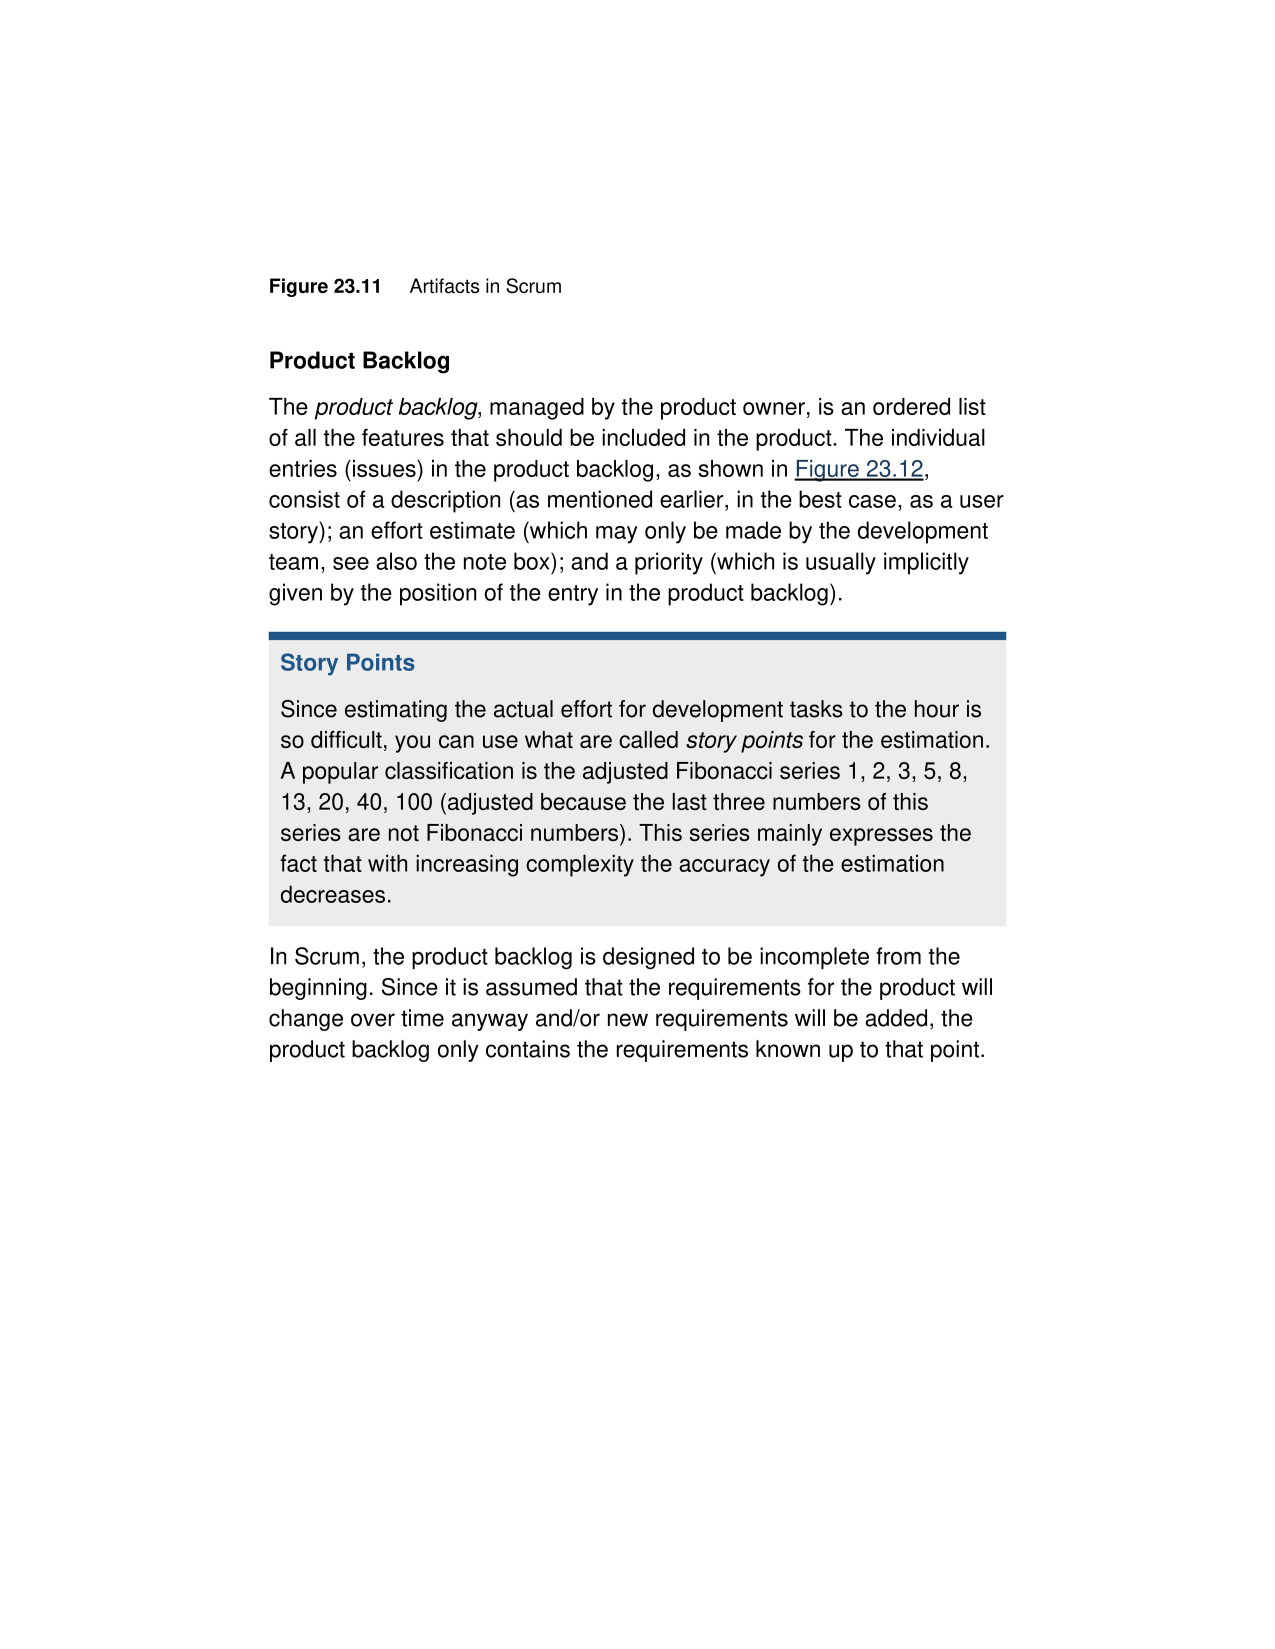 Figure 23.11 Artifacts in Scrum
Product Backlog
The product backlog, managed by the product owner, is an ordered list
of all the features that should be included in the product. The individual
entries (issues) in the product backlog, as shown in Figure 23.12,
consist of a description (as mentioned earlier, in the best case, as a user
story); an effort estimate (which may only be made by the development
team, see also the note box); and a priority (which is usually implicitly
given by the position of the entry in the product backlog).
Story Points
Since estimating the actual effort for development tasks to the hour is
so difficult, you can use what are called story points for the estimation.
A popular classification is the adjusted Fibonacci series 1, 2, 3, 5, 8,
13, 20, 40, 100 (adjusted because the last three numbers of this
series are not Fibonacci numbers). This series mainly expresses the
fact that with increasing complexity the accuracy of the estimation
decreases.
In Scrum, the product backlog is designed to be incomplete from the
beginning. Since it is assumed that the requirements for the product will
change over time anyway and/or new requirements will be added, the
product backlog only contains the requirements known up to that point.